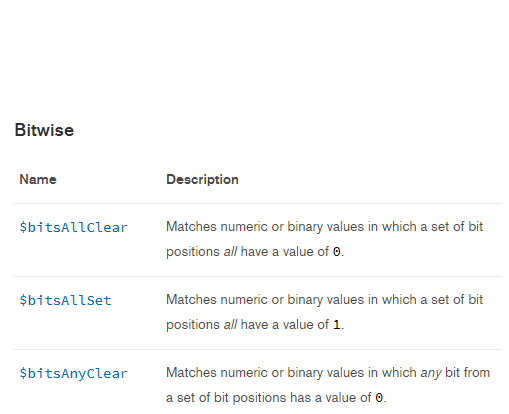 Bitwise
Name Description
$bitsAllClear Matches numeric or binary values in which a set of bit
positions all have a value of 0.
$bitsAllSet Matches numeric or binary values in which a set of bit
positions all have a value of 1.
$bitsAnyClear Matches numeric or binary values in which any bit from
a set of bit positions has a value of 0.